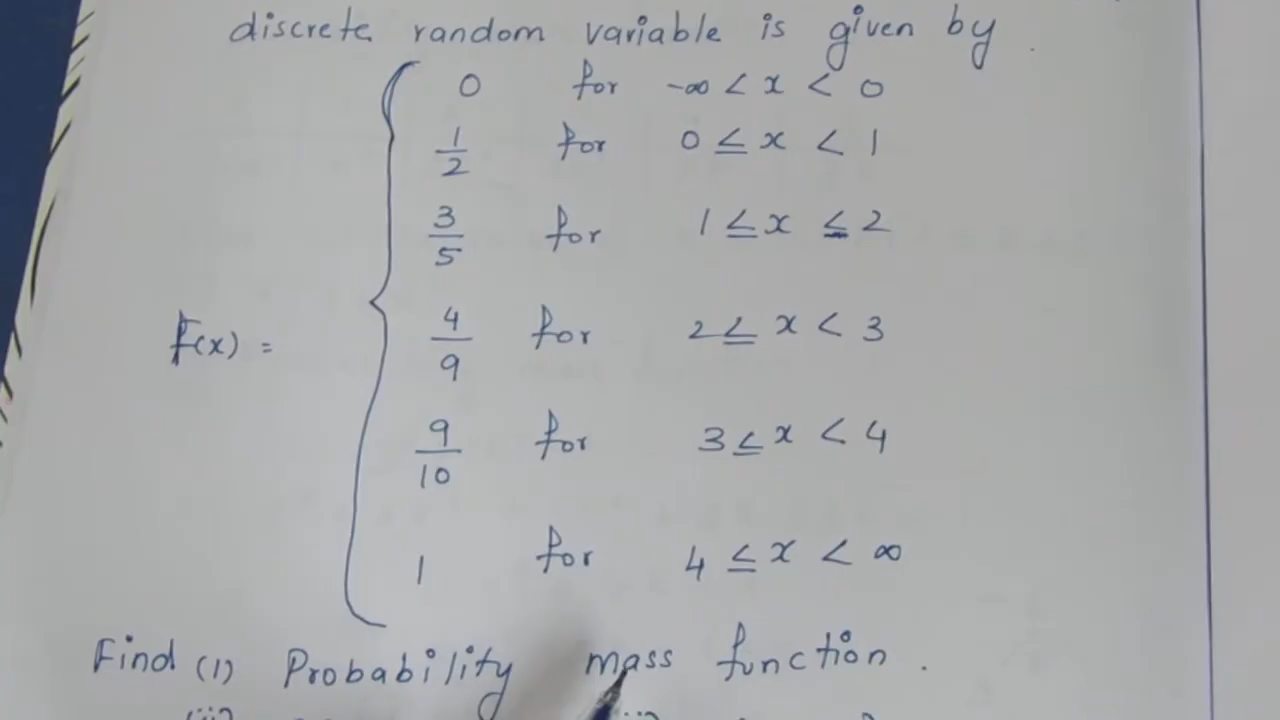 discrete random variable is given by
0 for -∞ < x < 0
1/2 for 0 ≤ x < 1
3/5 for 1 ≤ x ≤ 2
F(x) = 4/9 for 2 ≤ x < 3
9/10 for 3 ≤ x < 4
1 for 4 ≤ x < ∞
Find (1) Probability mass function.